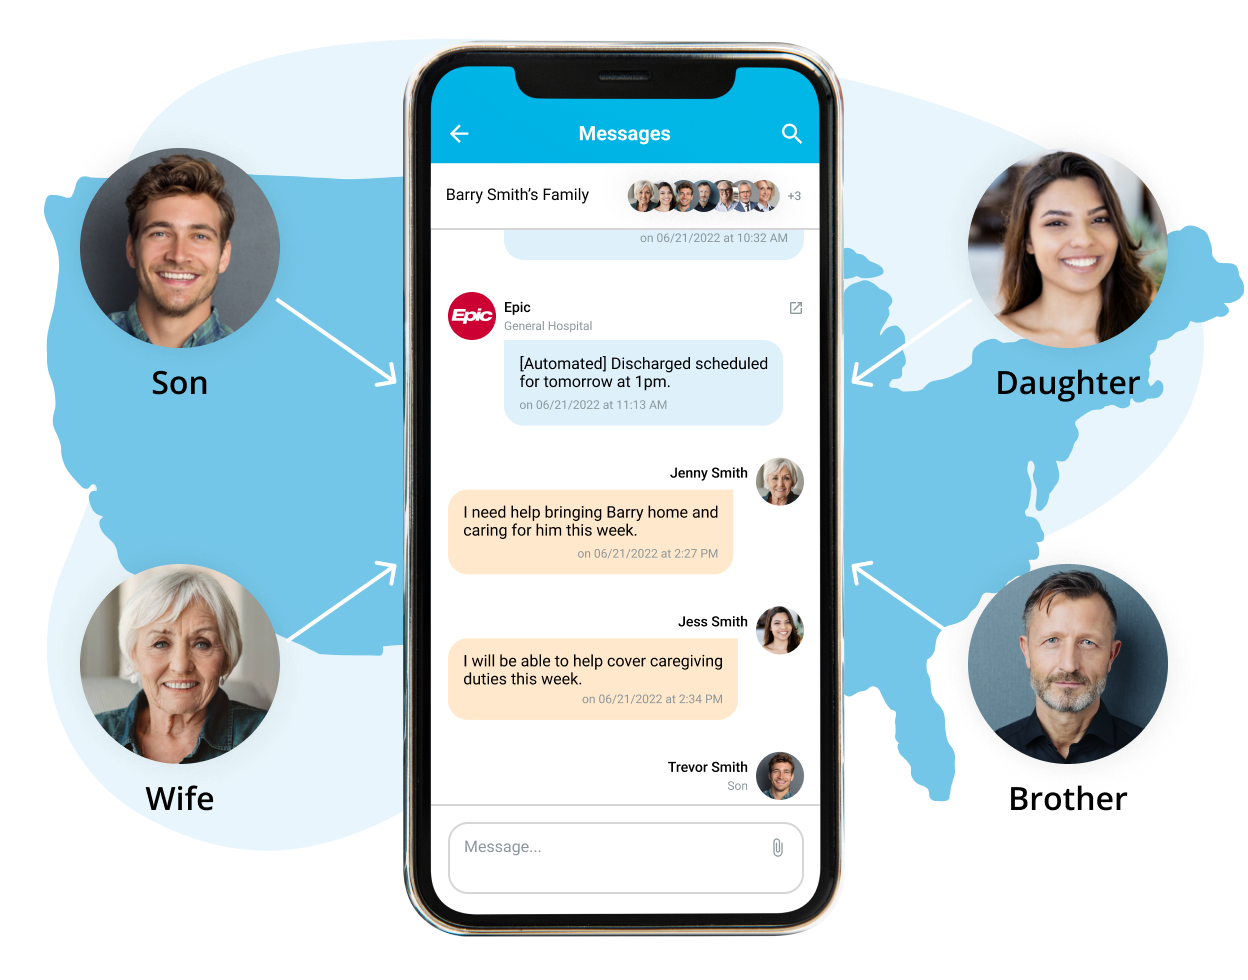 Messages
Barry Smith's Family
+3
on 06/21/2022 at 10:32 AM
Epic
Epic
General Hospital
[Automated] Discharged scheduled
for tomorrow at 1pm.
on 06/21/2022 at 11:13 AM
Jenny Smith
I need help bringing Barry home and
caring for him this week.
on 06/21/2022 at 2:27 PM
Jess Smith
I will be able to help cover caregiving
duties this week.
on 06/21/2022 at 2:34 PM
Trevor Smith
Son
Message...
Son
Daughter
Wife
Brother